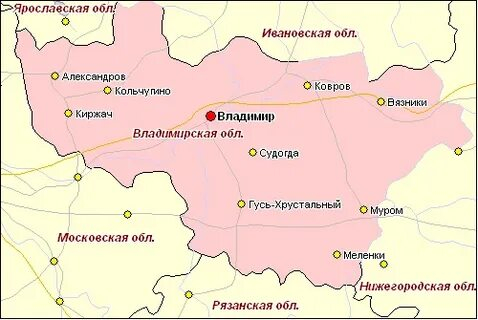 Ярославская обл.
Ивановская обл.
Александров
Кольчугино
Ковров
Вязники
Киржач
Владимир
Владимирская обл.
Судогда
Гусь-Хрустальный
Муром
Московская обл.
Меленки
Нижегородская обл.
Рязанская обл.